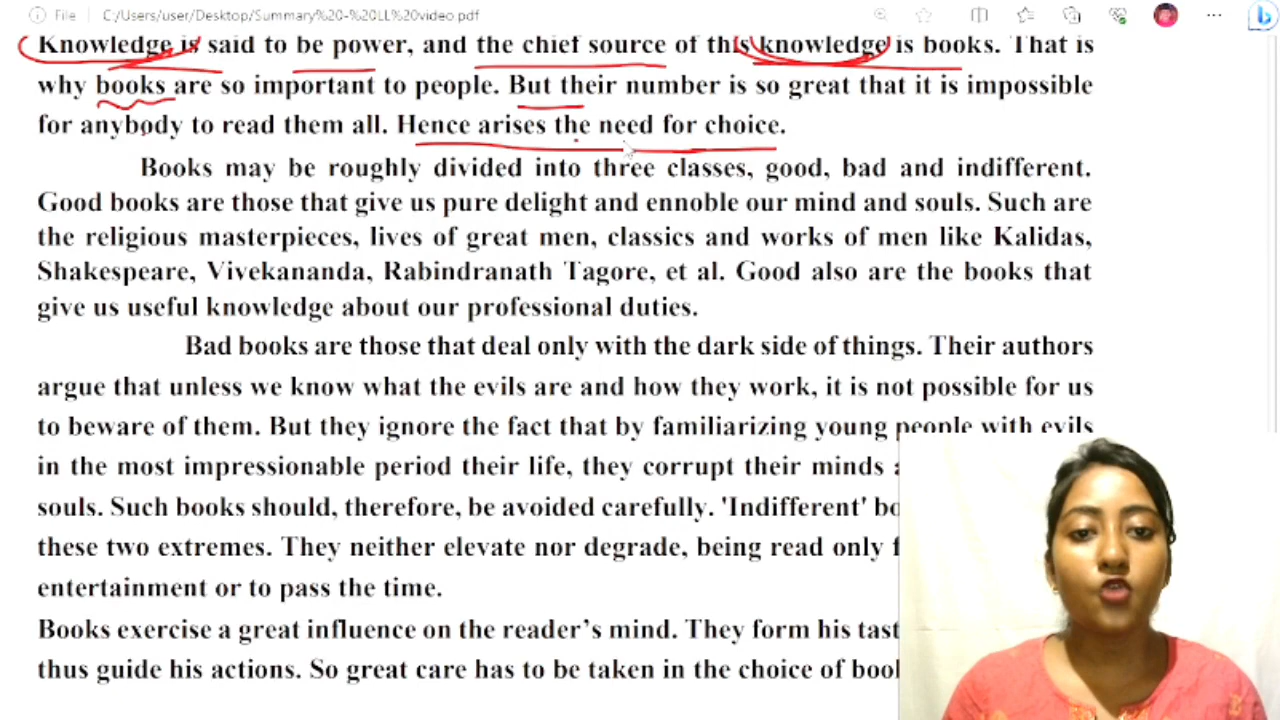 File C:/Users/user/Desktop/Summary%20-%20LL%20video.pdf
Knowledge is said to be power, and the chief source of this knowledge is books. That is
why books are so important to people. But their number is so great that it is impossible
for anybody to read them all. Hence arises the need for choice.
Books may be roughly divided into three classes, good, bad and indifferent.
Good books are those that give us pure delight and ennoble our mind and souls. Such are
the religious masterpieces, lives of great men, classics and works of men like Kalidas,
Shakespeare, Vivekananda, Rabindranath Tagore, et al. Good also are the books that
give us useful knowledge about our professional duties.
Bad books are those that deal only with the dark side of things. Their authors
argue that unless we know what the evils are and how they work, it is not possible for us
to beware of them. But they ignore the fact that by familiarizing young people with evils
in the most impressionable period their life, they corrupt their minds
souls. Such books should, therefore, be avoided carefully. 'Indifferent'
these two extremes. They neither elevate nor degrade, being read only
entertainment or to pass the time.
Books exercise a great influence on the reader's mind. They form his
thus guide his actions. So great care has to be taken in the choice of